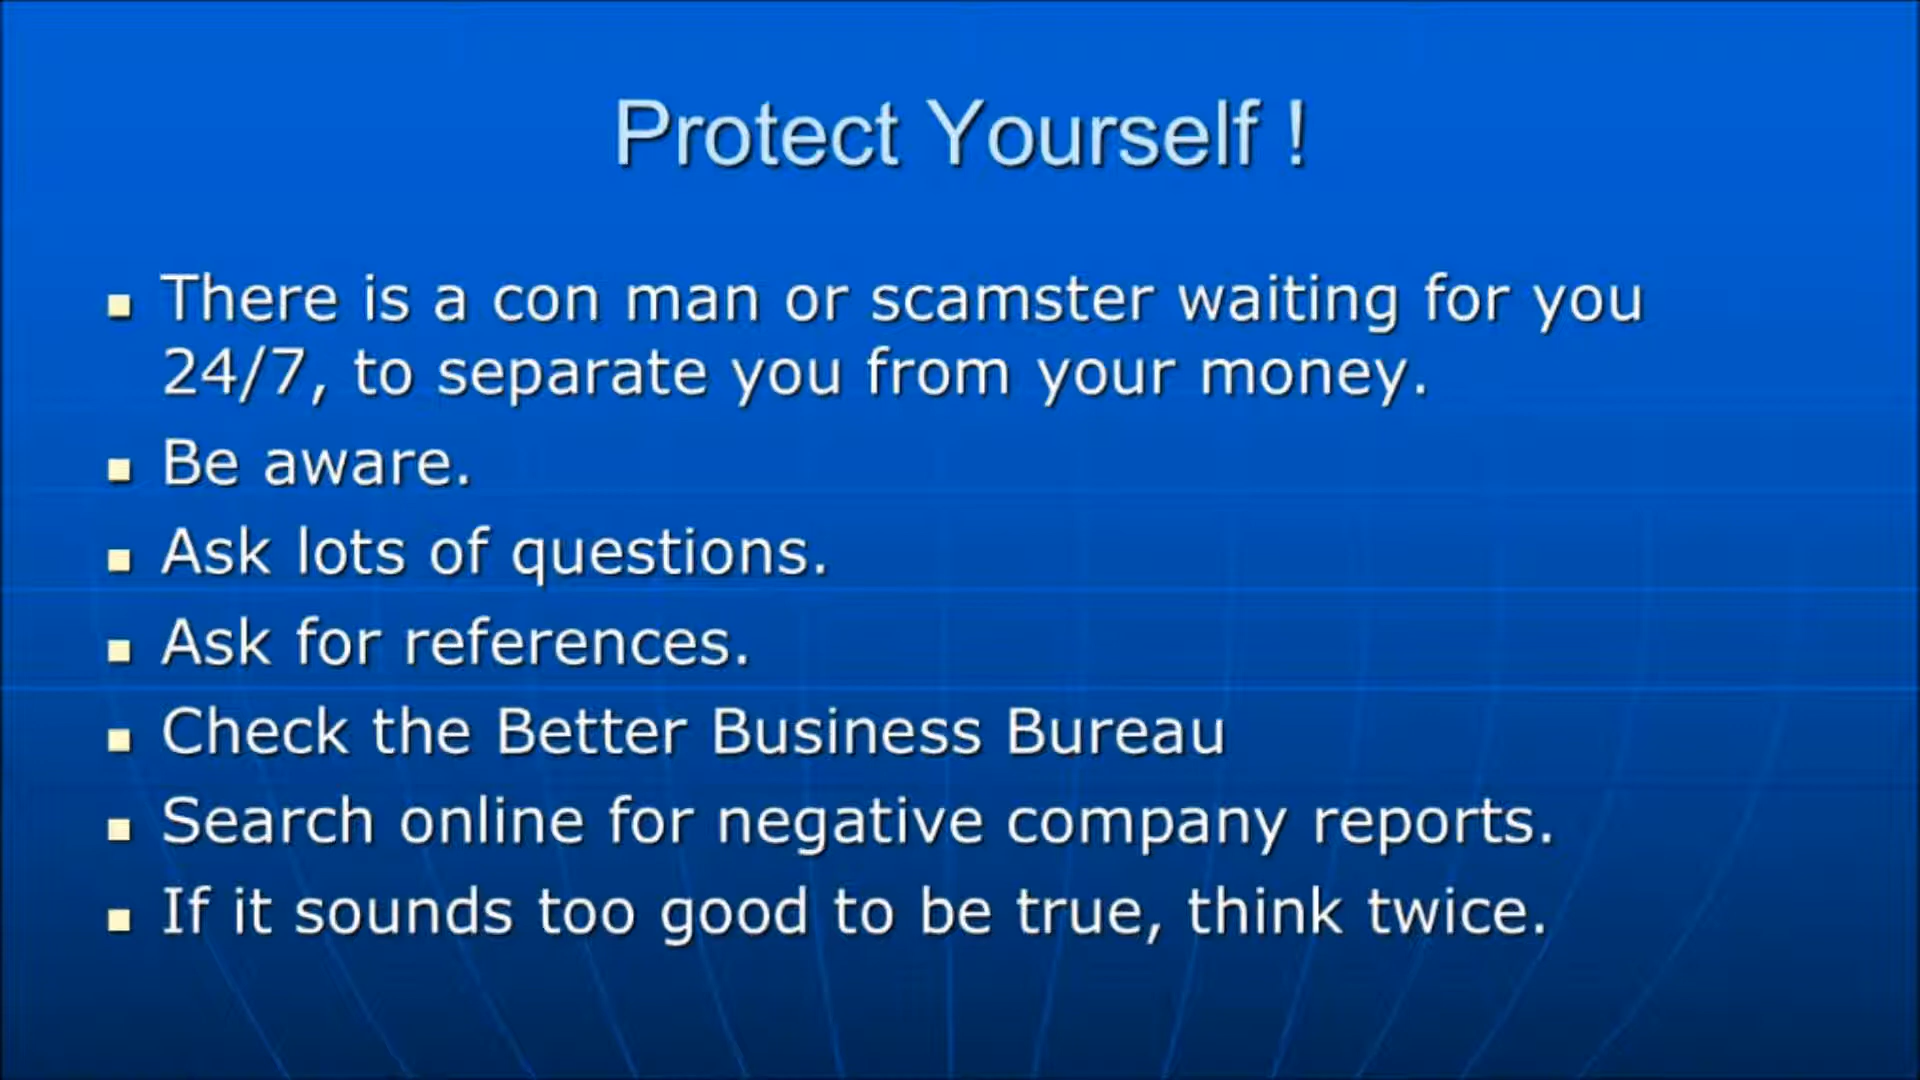 Protect Yourself !
There is a con man or scamster waiting for you
24/7, to separate you from your money.
Be aware.
Ask lots of questions.
Ask for references.
Check the Better Business Bureau
Search online for negative company reports.
If it sounds too good to be true, think twice.